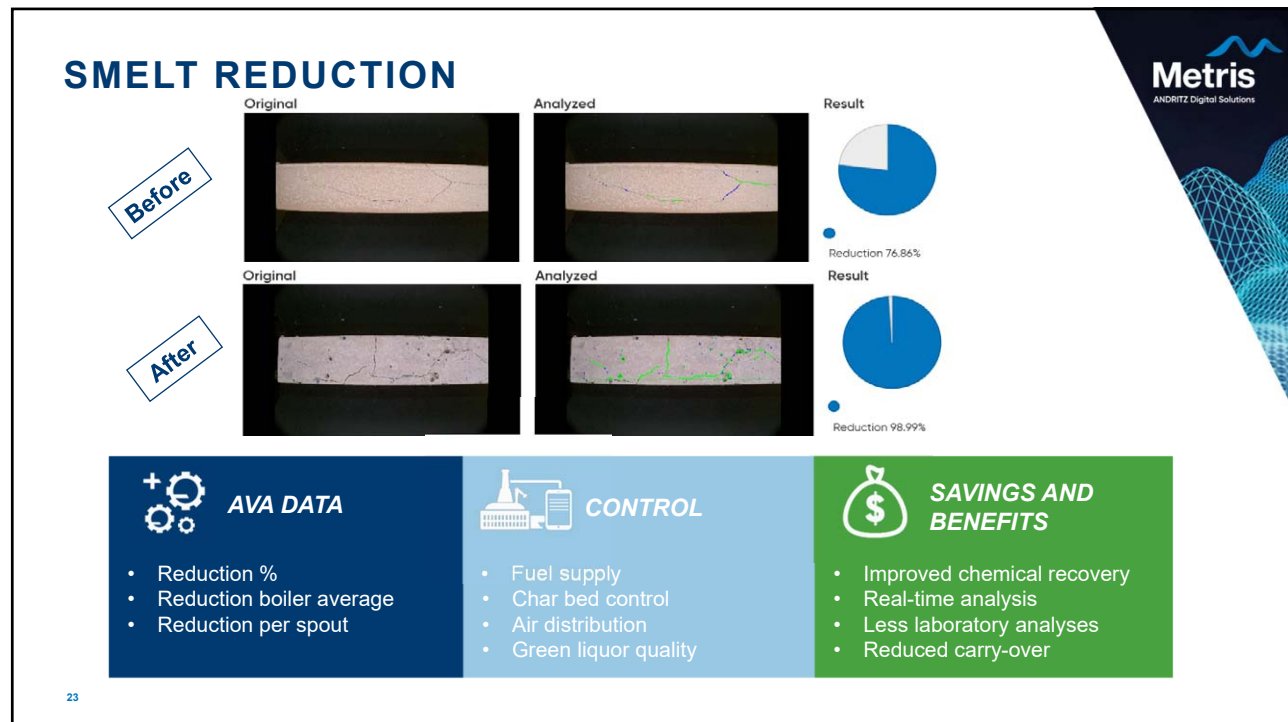 SMELT REDUCTION
Metris
ANDRITZ Digital Solutions
Before
Original
Analyzed
Result
Reduction 76.86%
After
Original
Analyzed
Result
Reduction 98.99%
AVA DATA
• Reduction %
• Reduction boiler average
• Reduction per spout
CONTROL
• Fuel supply
• Char bed control
• Air distribution
• Green liquor quality
$
SAVINGS AND
BENEFITS
• Improved chemical recovery
• Real-time analysis
• Less laboratory analyses
• Reduced carry-over
23